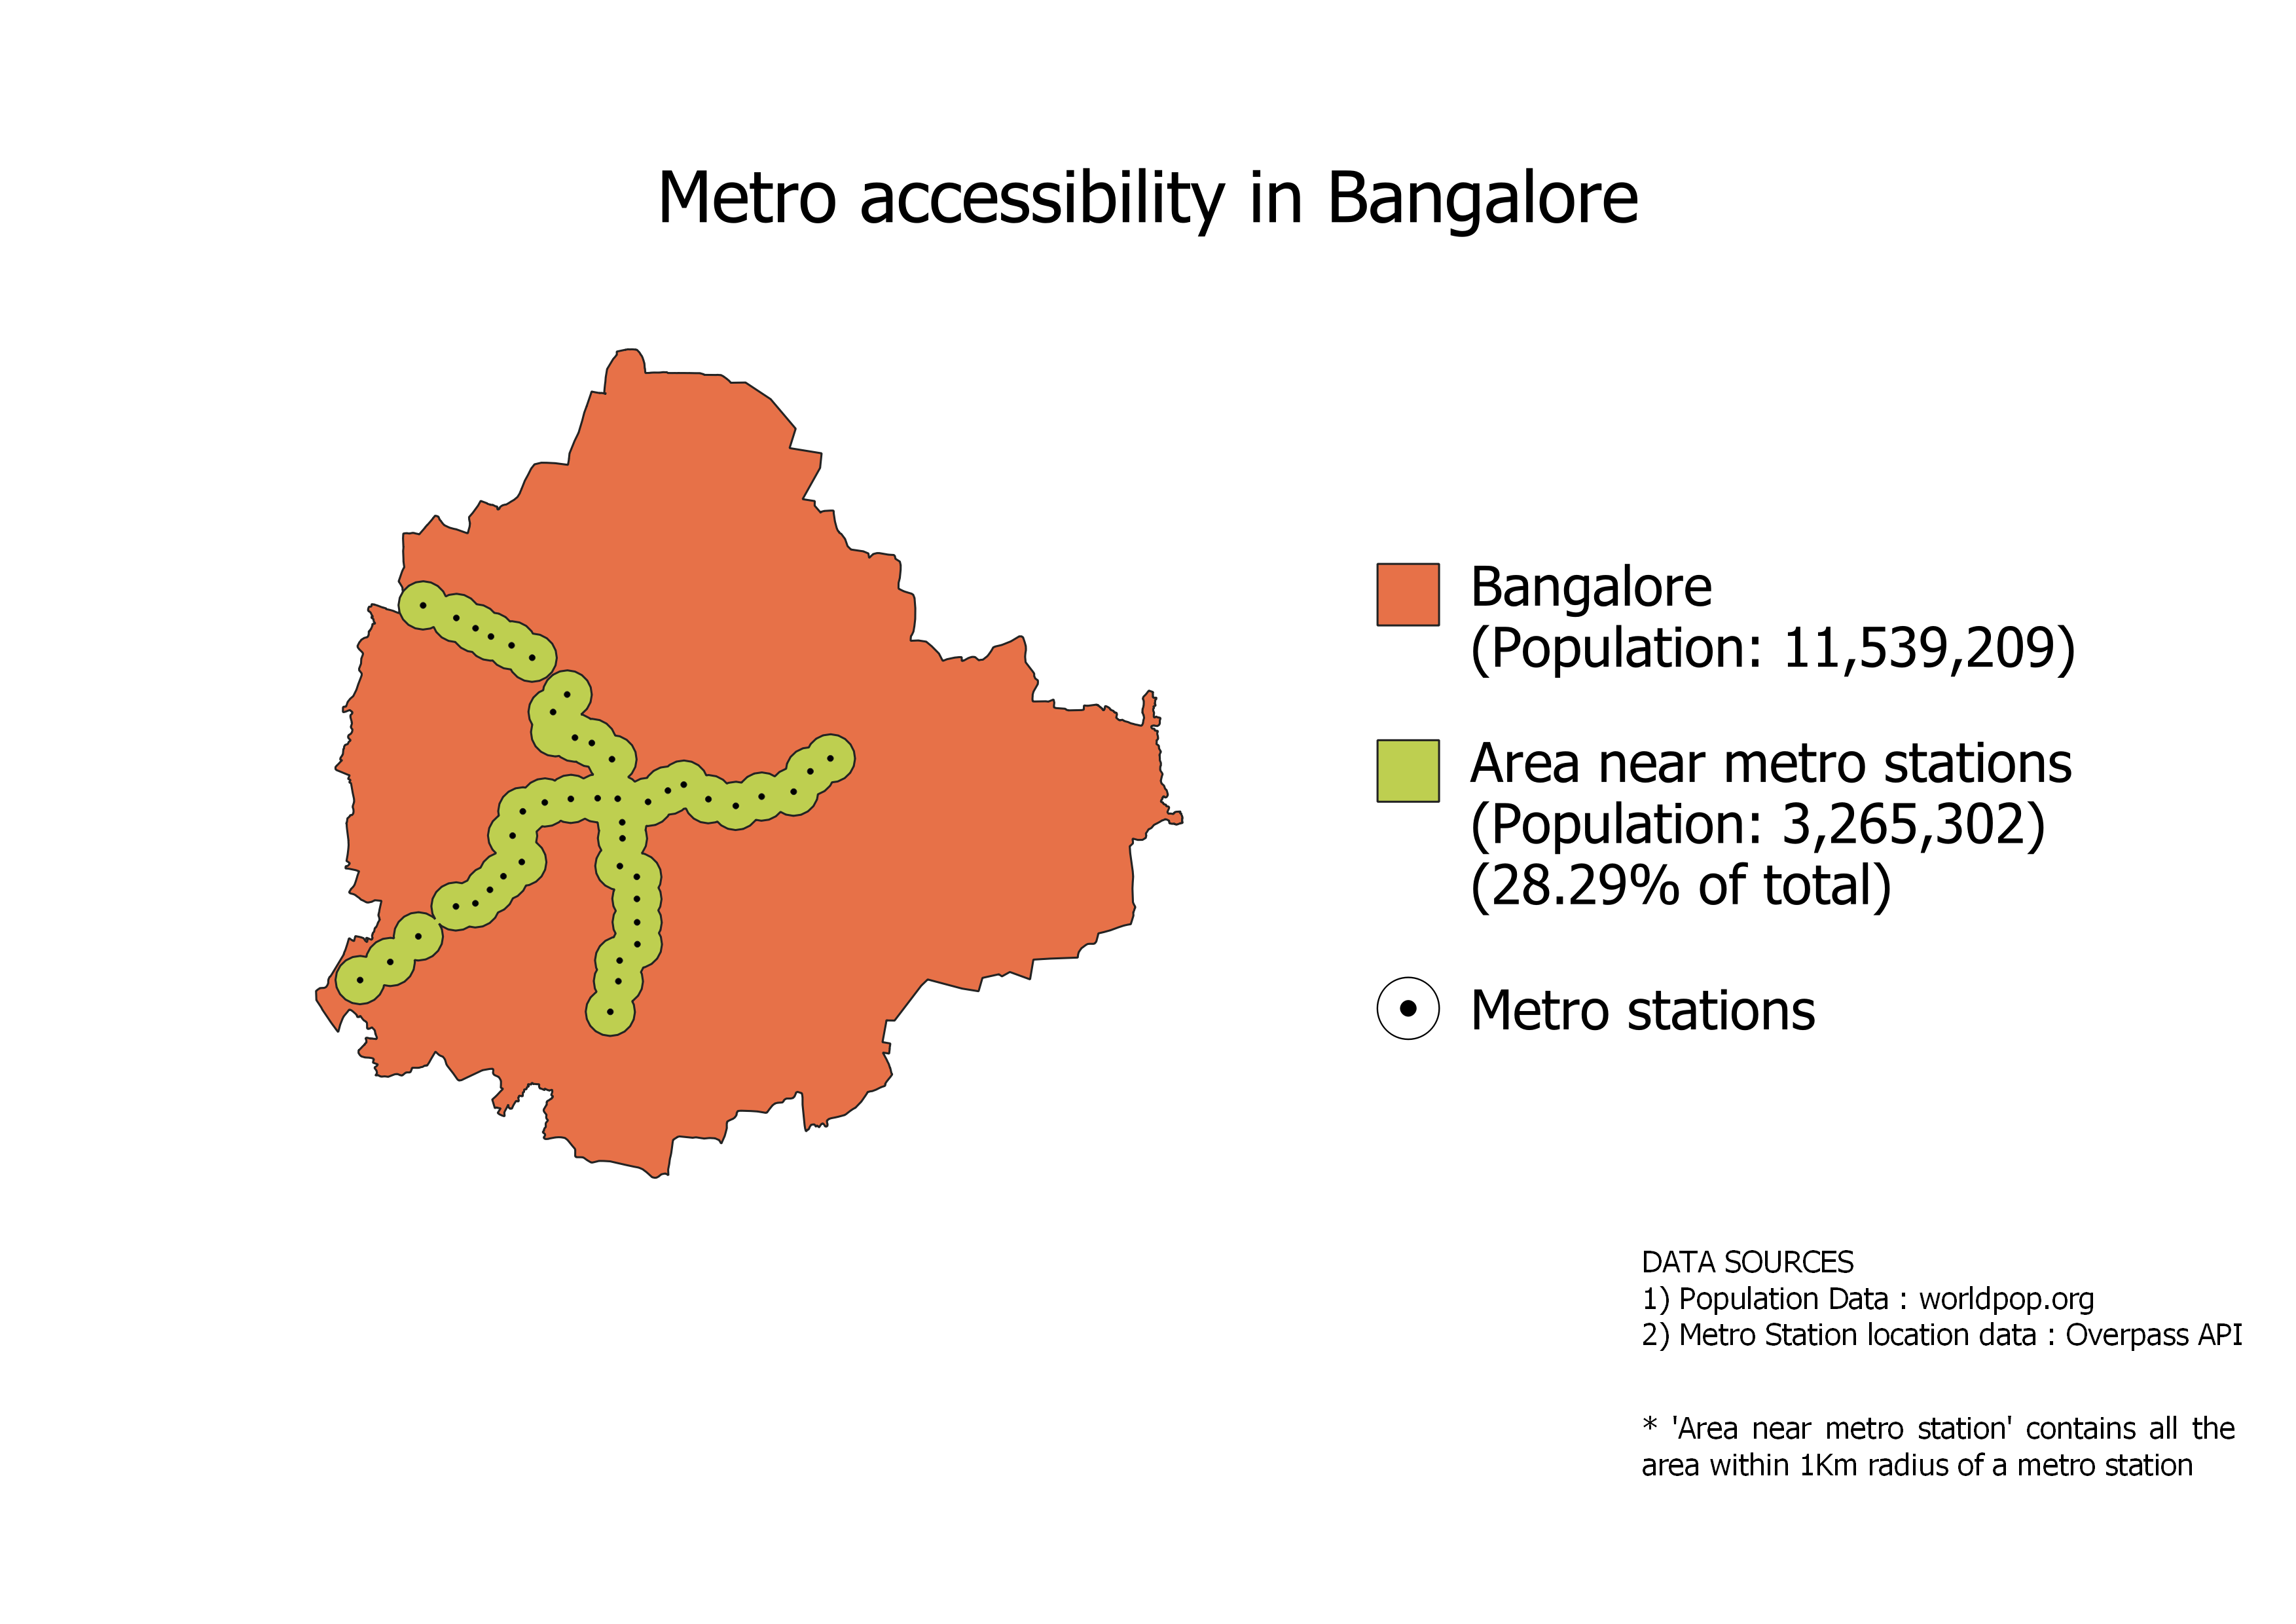 Metro accessibility in Bangalore
Bangalore
(Population: 11,539,209)
Area near metro stations
(Population: 3,265,302)
(28.29% of total)
Metro stations
DATA SOURCES
1) Population Data : worldpop.org
2) Metro Station location data : Overpass API
* 'Area near metro station' contains all the
area within 1Km radius of a metro station